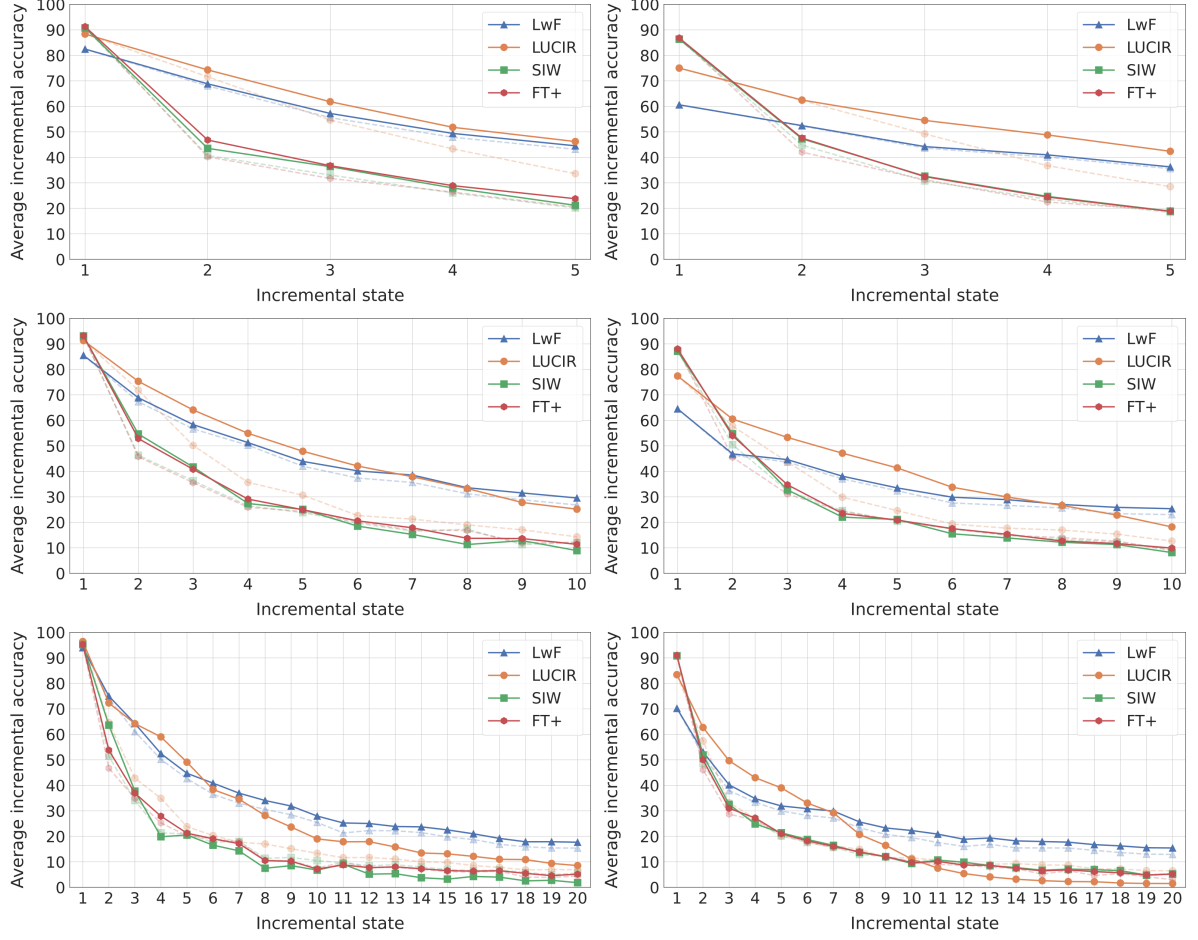 Average incremental accuracy
100
90
80
70
60
50
40
30
20
10
0
LwF
LUCIR
SIW
FT+
1 2 3 4 5
Incremental state
Average incremental accuracy
100
90
80
70
60
50
40
30
20
10
0
LwF
LUCIR
SIW
FT+
1 2 3 4 5
Incremental state
Average incremental accuracy
100
90
80
70
60
50
40
30
20
10
0
LwF
LUCIR
SIW
FT+
1 2 3 4 5 6 7 8 9 10
Incremental state
Average incremental accuracy
100
90
80
70
60
50
40
30
20
10
0
LwF
LUCIR
SIW
FT+
1 2 3 4 5 6 7 8 9 10
Incremental state
Average incremental accuracy
100
90
80
70
60
50
40
30
20
10
0
LwF
LUCIR
SIW
FT+
1 2 3 4 5 6 7 8 9 10 11 12 13 14 15 16 17 18 19 20
Incremental state
Average incremental accuracy
100
90
80
70
60
50
40
30
20
10
0
LwF
LUCIR
SIW
FT+
1 2 3 4 5 6 7 8 9 10 11 12 13 14 15 16 17 18 19 20
Incremental state